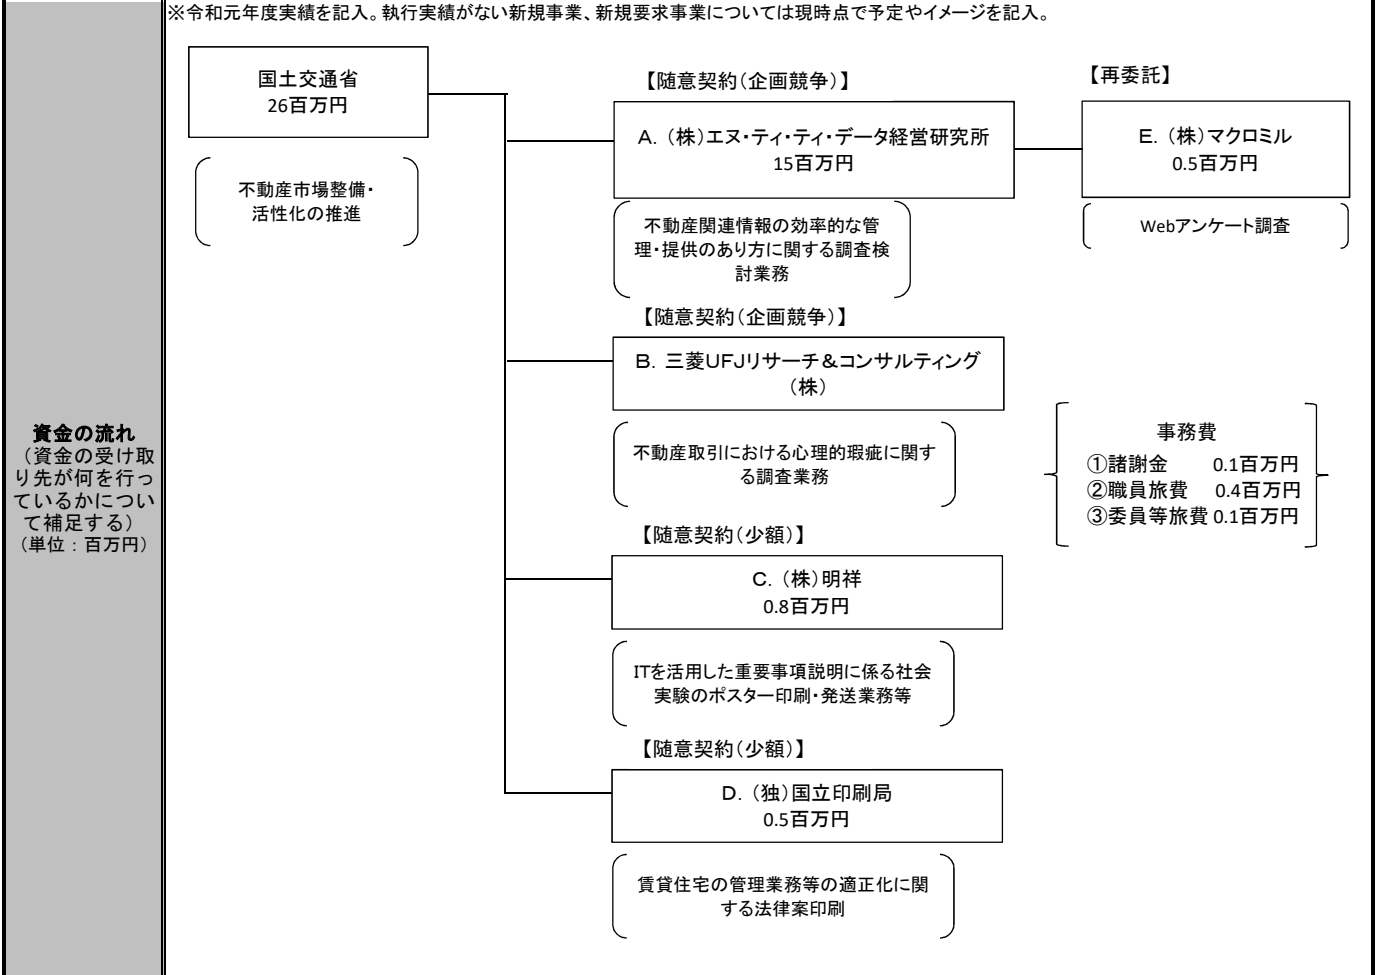 ※令和元年度実績を記入。執行実績がない新規事業、新規要求事業については現時点で予定やイメージを記入。
資金の流れ
（資金の受け取
り先が何を行っ
ているかについ
て補足する）
（単位：百万円）
国土交通省
26百万円
不動産市場整備・
活性化の推進
【随意契約（企画競争）】
A．（株）エヌ・ティ・ティ・データ経営研究所
15百万円
不動産関連情報の効率的な管
理・提供のあり方に関する調査検
討業務
【再委託】
E．（株）マクロミル
0.5百万円
Webアンケート調査
【随意契約（企画競争）】
B．三菱UFJリサーチ＆コンサルティング
（株）
不動産取引における心理的瑕疵に関す
る調査業務
事務費
①諸謝金 0.1百万円
②職員旅費 0.4百万円
③委員等旅費 0.1百万円
【随意契約（少額）】
C．（株）明祥
0.8百万円
ITを活用した重要事項説明に係る社会
実験のポスター印刷・発送業務等
【随意契約（少額）】
D．（独）国立印刷局
0.5百万円
賃貸住宅の管理業務等の適正化に関
する法律案印刷